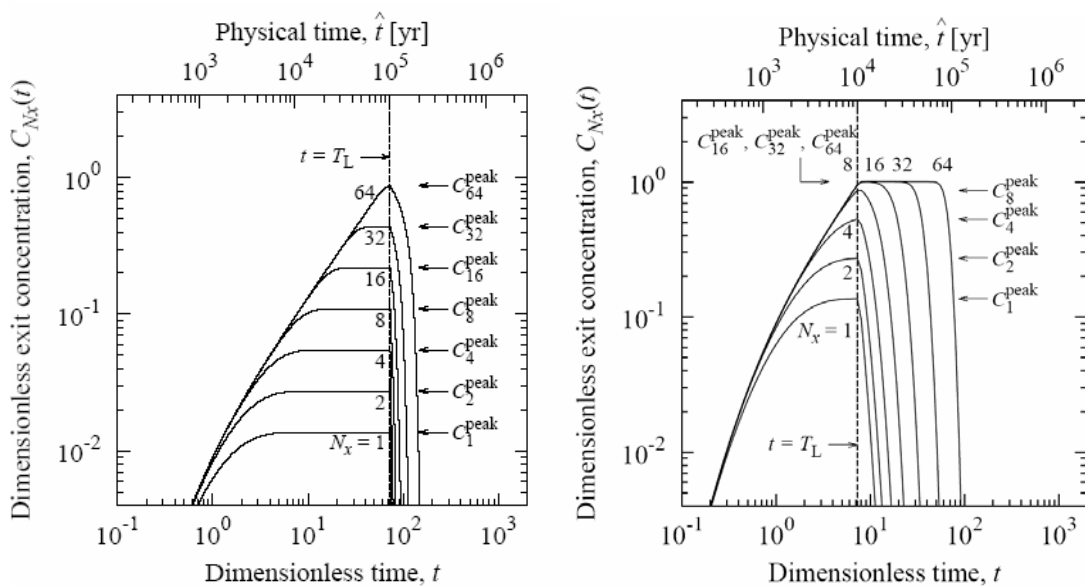 Physical time, t̂ [yr]
10³ 10⁴ 10⁵ 10⁶
Dimensionless exit concentration, C_Nx(t)
10⁰
10⁻¹
10⁻²
t = T_L
64
32
16
8
4
2
N_x = 1
C_64^peak
C_32^peak
C_16^peak
C_8^peak
C_4^peak
C_2^peak
C_1^peak
10⁻¹ 10⁰ 10¹ 10² 10³
Dimensionless time, t
Physical time, t̂ [yr]
10³ 10⁴ 10⁵ 10⁶
Dimensionless exit concentration, C_Nx(t)
10⁰
10⁻¹
10⁻²
C_16^peak , C_32^peak , C_64^peak
8 16 32 64
4
2
N_x = 1
C_8^peak
C_4^peak
C_2^peak
C_1^peak
t = T_L
10⁻¹ 10⁰ 10¹ 10² 10³
Dimensionless time, t